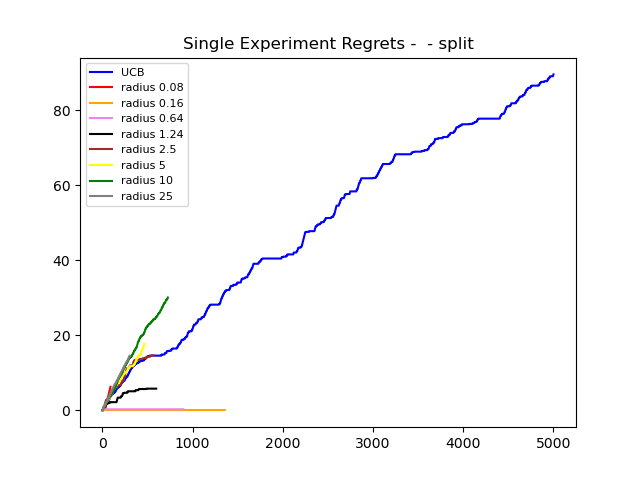 Single Experiment Regrets -  - split
UCB
radius 0.08
radius 0.16
radius 0.64
radius 1.24
radius 2.5
radius 5
radius 10
radius 25
80
60
40
20
0
0 1000 2000 3000 4000 5000